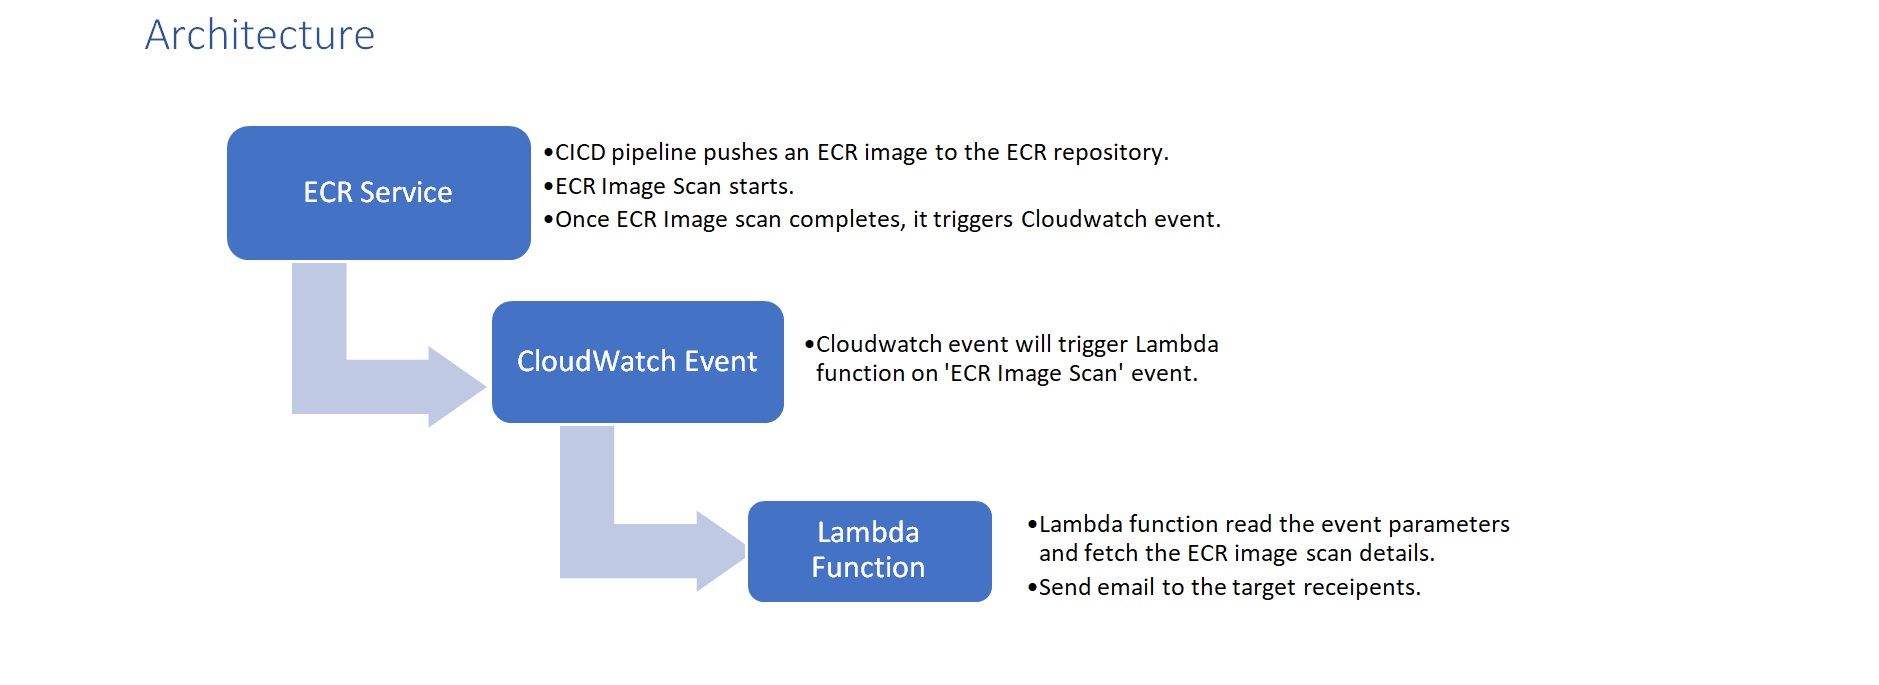 Architecture
ECR Service
•CICD pipeline pushes an ECR image to the ECR repository.
•ECR Image Scan starts.
•Once ECR Image scan completes, it triggers Cloudwatch event.
CloudWatch Event
•Cloudwatch event will trigger Lambda
function on 'ECR Image Scan' event.
Lambda
Function
•Lambda function read the event parameters
and fetch the ECR image scan details.
•Send email to the target receipents.